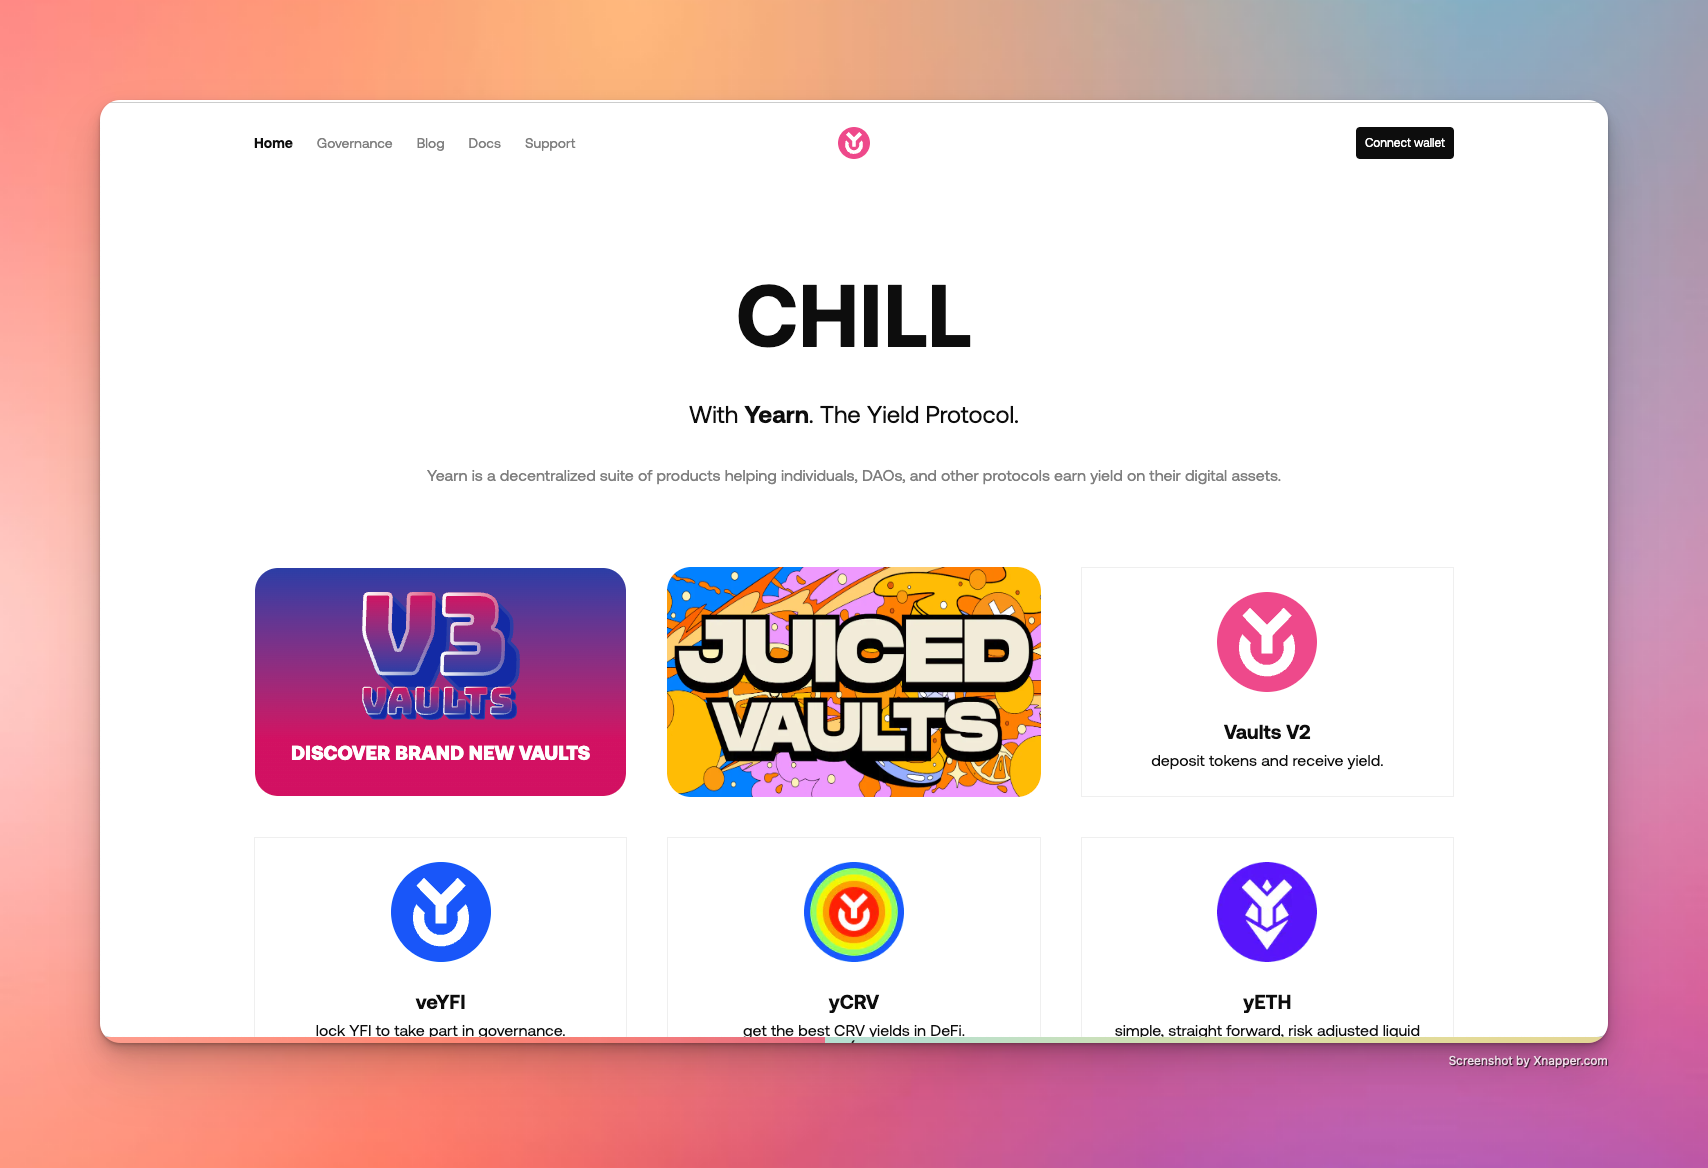 Home Governance Blog Docs Support Connect wallet
CHILL
With Yearn. The Yield Protocol.
Yearn is a decentralized suite of products helping individuals, DAOs, and other protocols earn yield on their digital assets.
V3
VAULTS
DISCOVER BRAND NEW VAULTS
JUICED
VAULTS
Vaults V2
deposit tokens and receive yield.
veYFI
lock YFI to take part in governance.
yCRV
get the best CRV yields in DeFi.
yETH
simple, straight forward, risk adjusted liquid
Screenshot by Xnapper.com